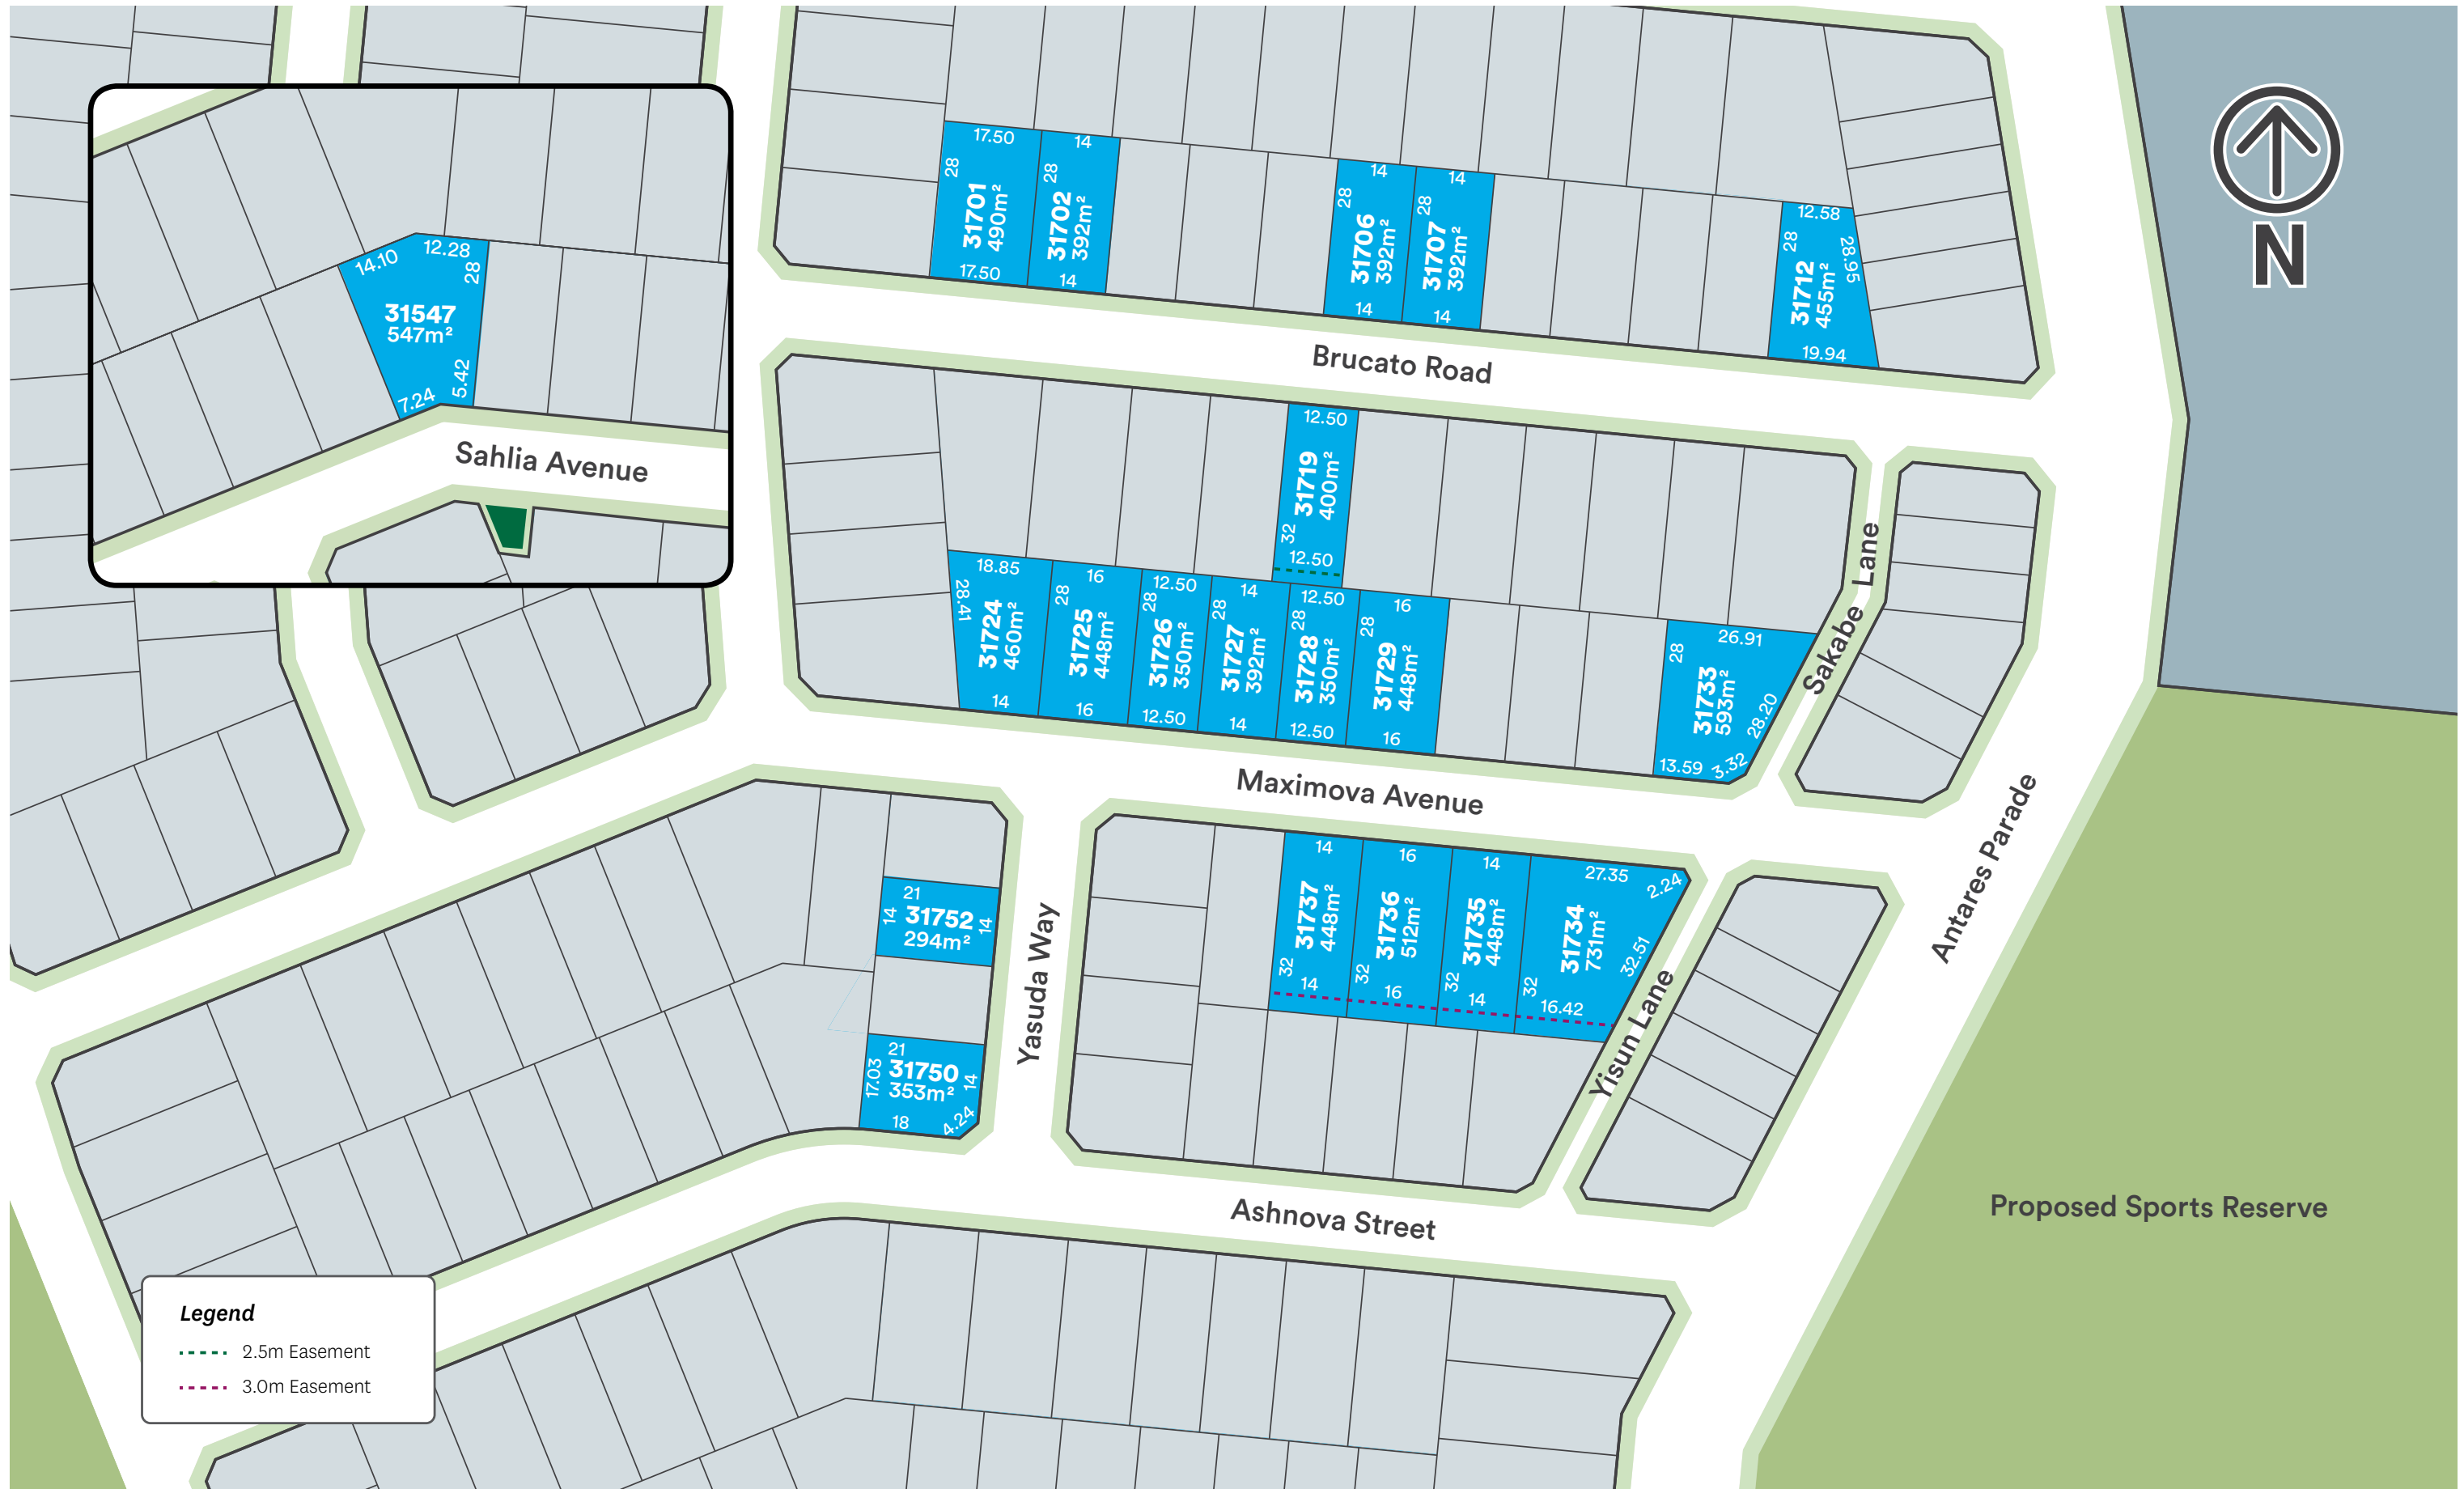 17.50
28
31701
490m²
17.50
14
28
31702
392m²
14
14
28
31706
392m²
14
14
28
31707
392m²
14
12.58
28
28.95
31712
455m²
19.94
N
14.10
12.28
28
31547
547m²
5.42
7.24
Sahlia Avenue
Brucato Road
12.50
31719
400m²
32
12.50
18.85
28.41
31724
460m²
14
16
28
31725
448m²
16
12.50
28
31726
350m²
12.50
14
28
31727
392m²
14
12.50
28
31728
350m²
12.50
16
28
31729
448m²
16
26.91
28
31733
593m²
28.20
13.59
3.32
Sakabe Lane
Maximova Avenue
Antares Parade
21
14
31752
14
294m²
Yasuda Way
21
17.03
31750
353m²
14
18
4.24
14
31737
448m²
32
14
16
31736
512m²
32
16
14
31735
448m²
32
14
27.35
2.24
31734
731m²
32.51
32
16.42
Yisun Lane
Ashnova Street
Proposed Sports Reserve
Legend
2.5m Easement
3.0m Easement